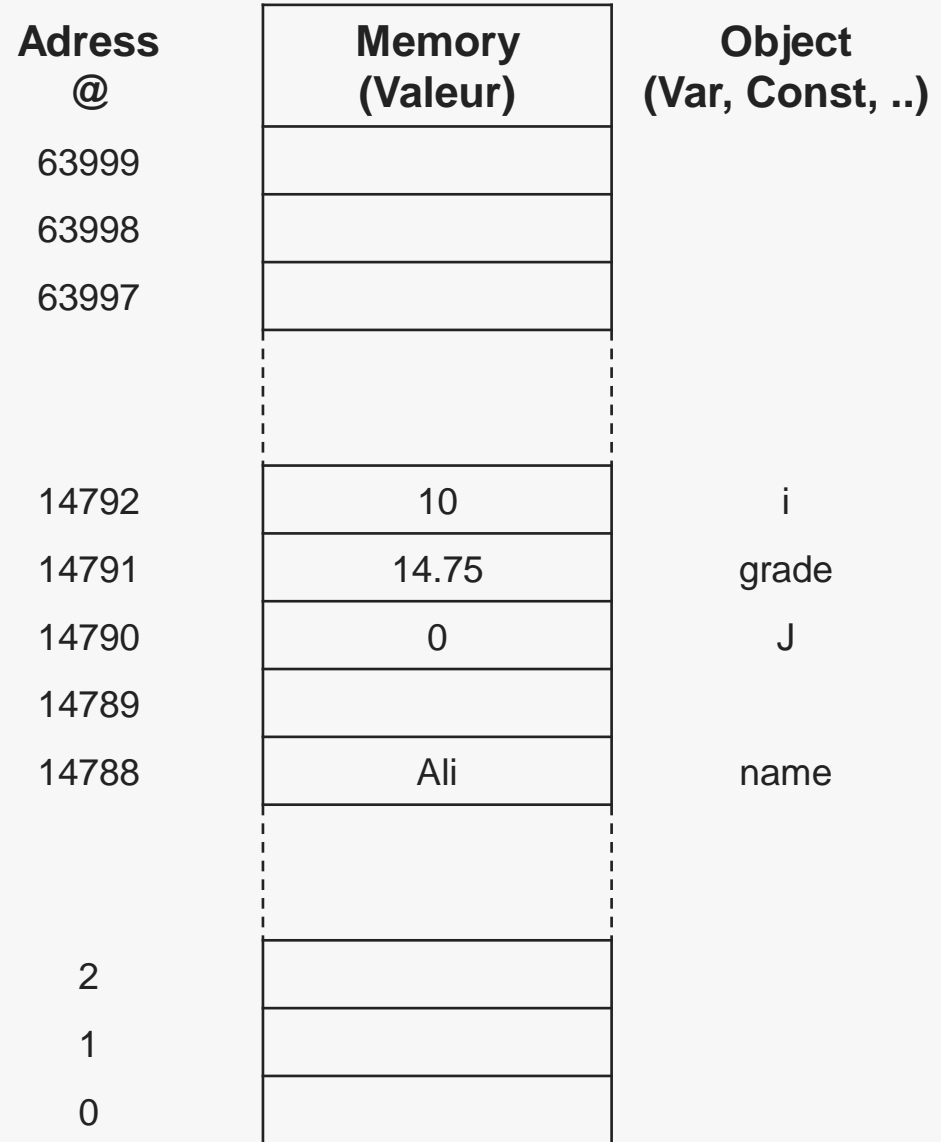 Adress Memory Object
@ (Valeur) (Var, Const, ..)
63999
63998
63997
14792 10 i
14791 14.75 grade
14790 0 J
14789
14788 Ali name
2
1
0